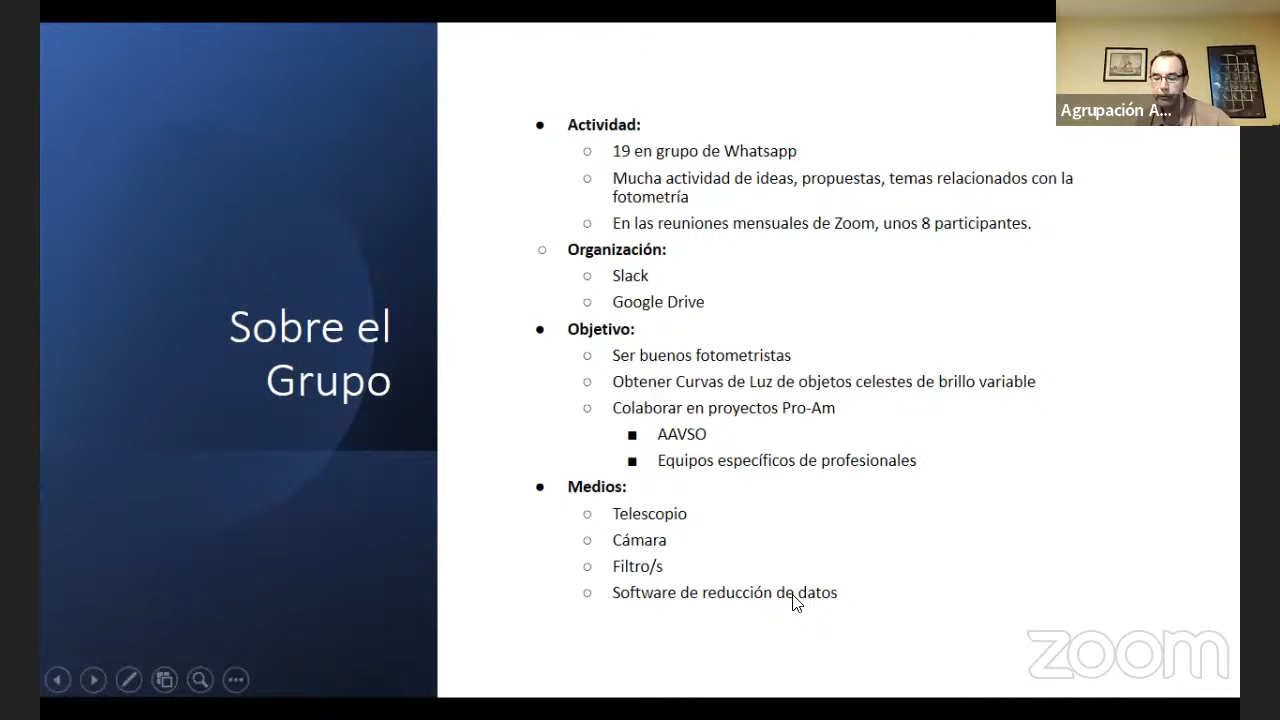 Agrupación A...
Sobre el
Grupo
Actividad:
19 en grupo de Whatsapp
Mucha actividad de ideas, propuestas, temas relacionados con la
fotometría
En las reuniones mensuales de Zoom, unos 8 participantes.
Organización:
Slack
Google Drive
Objetivo:
Ser buenos fotometristas
Obtener Curvas de Luz de objetos celestes de brillo variable
Colaborar en proyectos Pro-Am
AAVSO
Equipos específicos de profesionales
Medios:
Telescopio
Cámara
Filtro/s
Software de reducción de datos
zoom